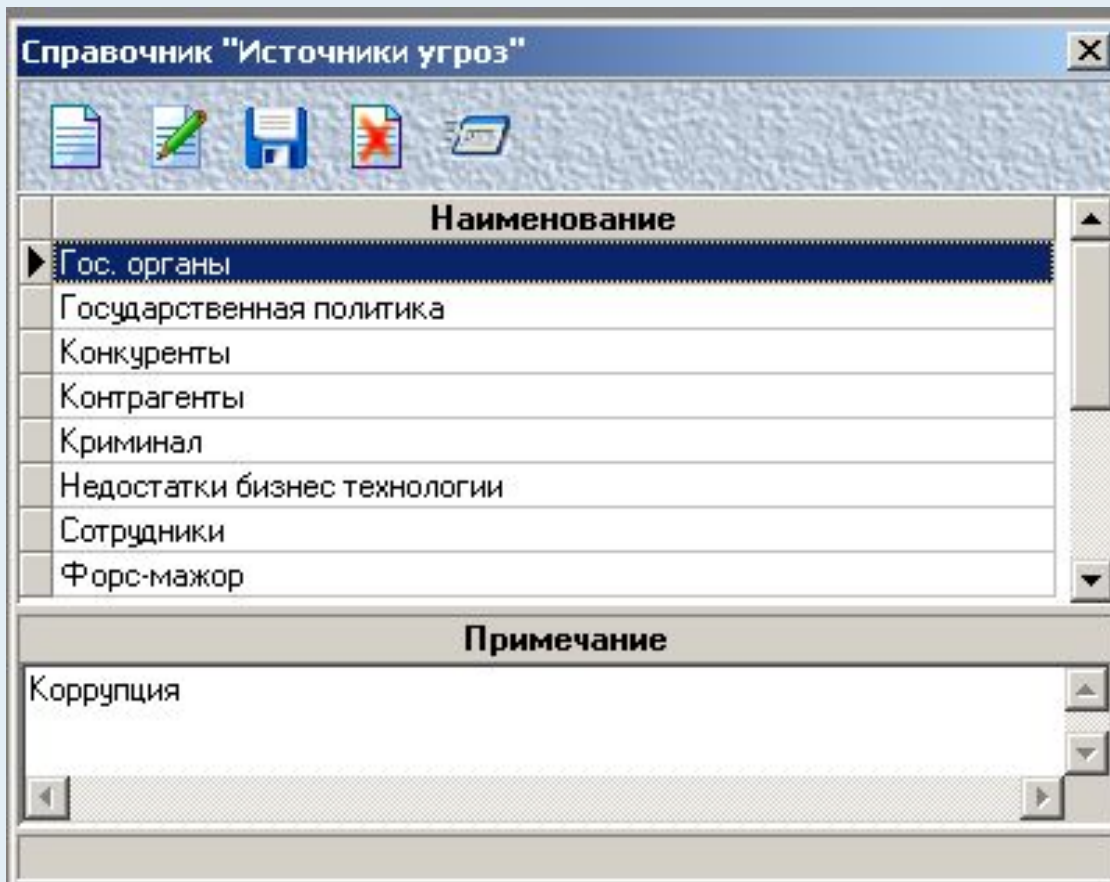 Справочник "Источники угроз"
Наименование
Гос. органы
Государственная политика
Конкуренты
Контрагенты
Криминал
Недостатки бизнес технологии
Сотрудники
Форс-мажор
Примечание
Коррупция